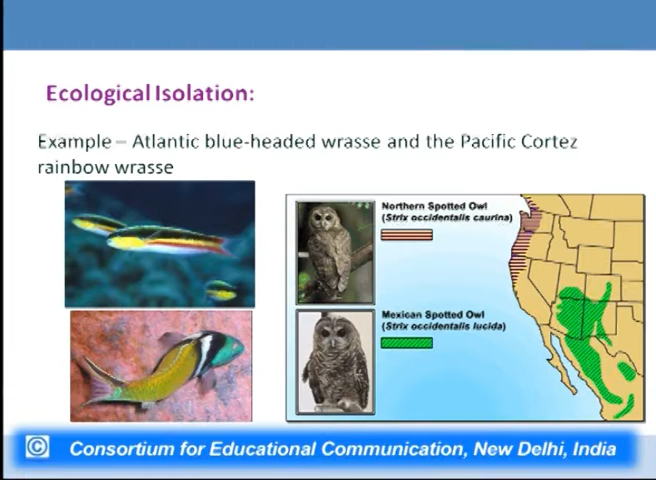 Ecological Isolation:
Example – Atlantic blue-headed wrasse and the Pacific Cortez
rainbow wrasse
Northern Spotted Owl
(Strix occidentalis caurina)
Mexican Spotted Owl
(Strix occidentalis lucida)
© Consortium for Educational Communication, New Delhi, India